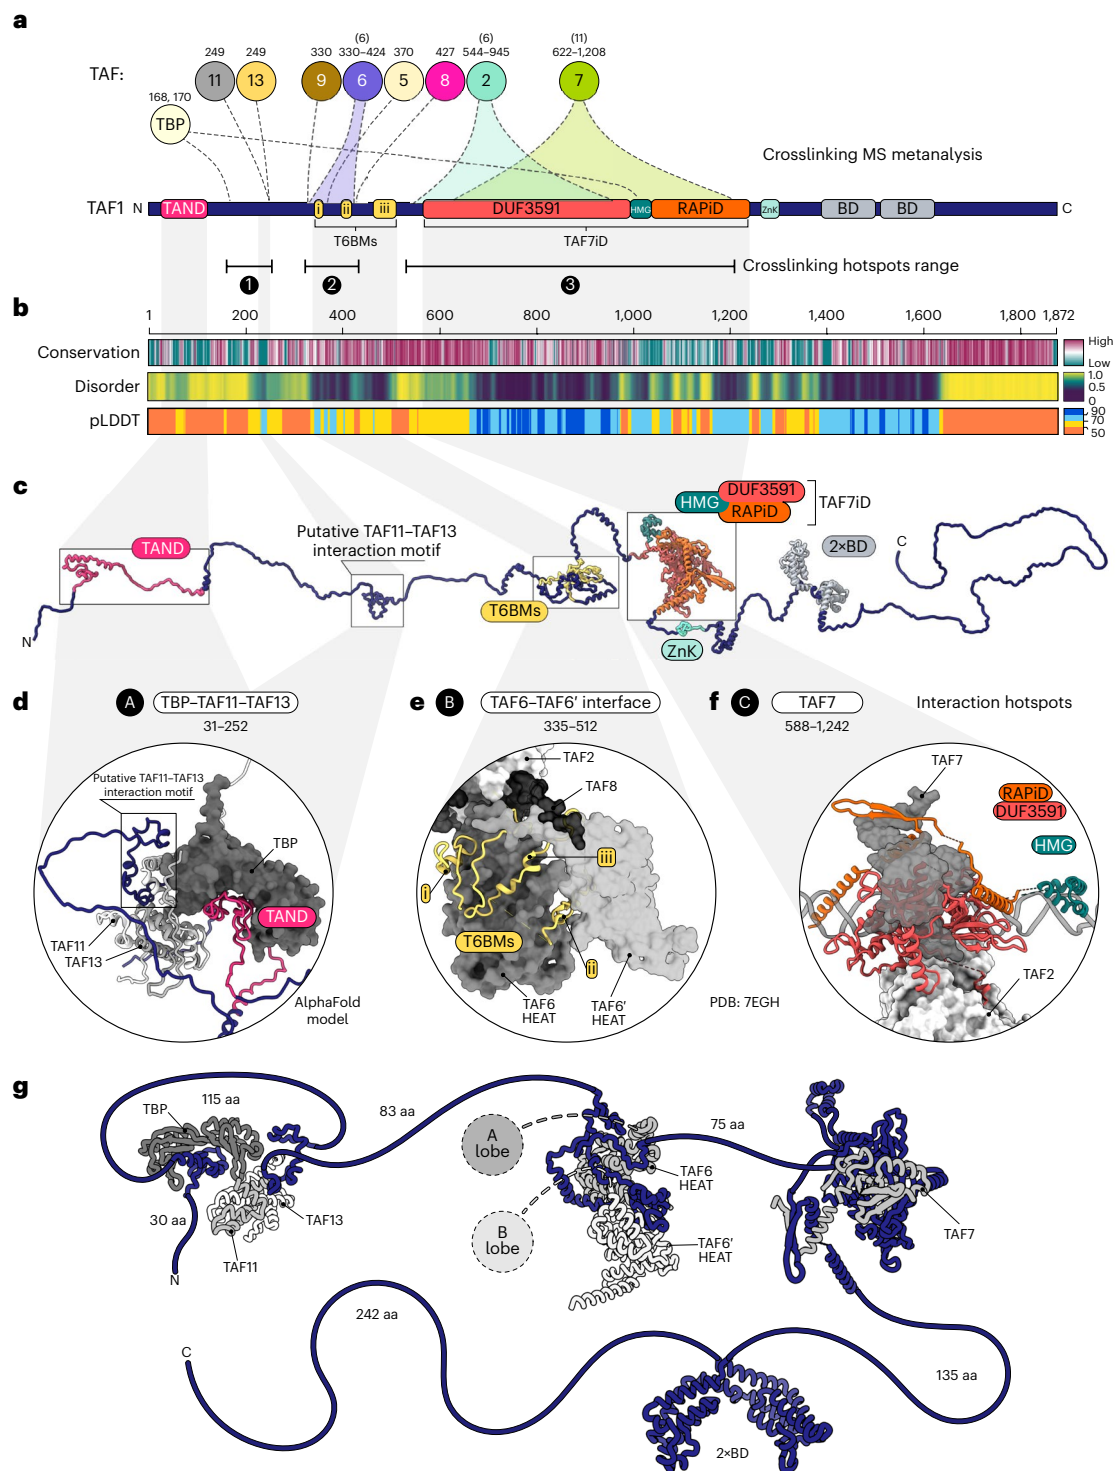 a
(6) (6) (11)
249 249 330 330–424 370 427 544–945 622–1,208
TAF: 11 13 9 6 5 8 2 7
168, 170
TBP
Crosslinking MS metanalysis
TAF1 N TAND i ii iii DUF3591 HMG RAPiD ZnK BD BD C
T6BMs TAF7iD
Crosslinking hotspots range
1 2 3
b
1 200 400 600 800 1,000 1,200 1,400 1,600 1,800 1,872
Conservation High Low
Disorder 1.0 0.5 0
pLDDT 90 70 50
c
HMG DUF3591 RAPiD TAF7iD
Putative TAF11–TAF13
interaction motif
TAND
2×BD
C
T6BMs
N
ZnK
d A TBP–TAF11–TAF13
31–252
e B TAF6–TAF6′ interface
335–512
f C TAF7
588–1,242
Interaction hotspots
Putative TAF11–TAF13
interaction motif
TBP
TAND
TAF11
TAF13
AlphaFold
model
TAF2
TAF8
iii
i
T6BMs
ii
TAF6
HEAT
TAF6′
HEAT
PDB: 7EGH
TAF7
RAPiD
DUF3591
HMG
TAF2
g
TBP
115 aa
83 aa
A
lobe
75 aa
TAF6
HEAT
30 aa
TAF13
B
lobe
TAF6′
HEAT
TAF7
TAF11
N
242 aa
C
135 aa
2×BD